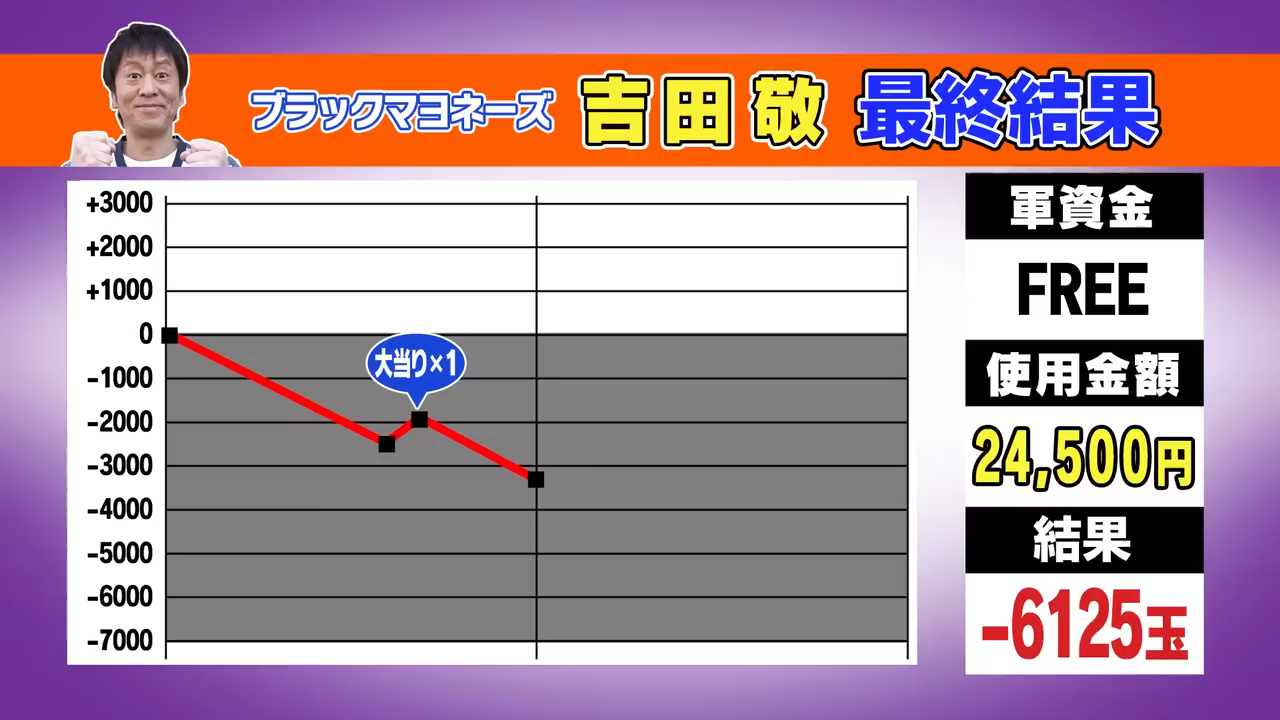 ブラックマヨネーズ 吉田 敬 最終結果
+3000
+2000
+1000
0
-1000
-2000
-3000
-4000
-5000
-6000
-7000
大当り×1
軍資金
FREE
使用金額
24,500円
結果
-6125玉